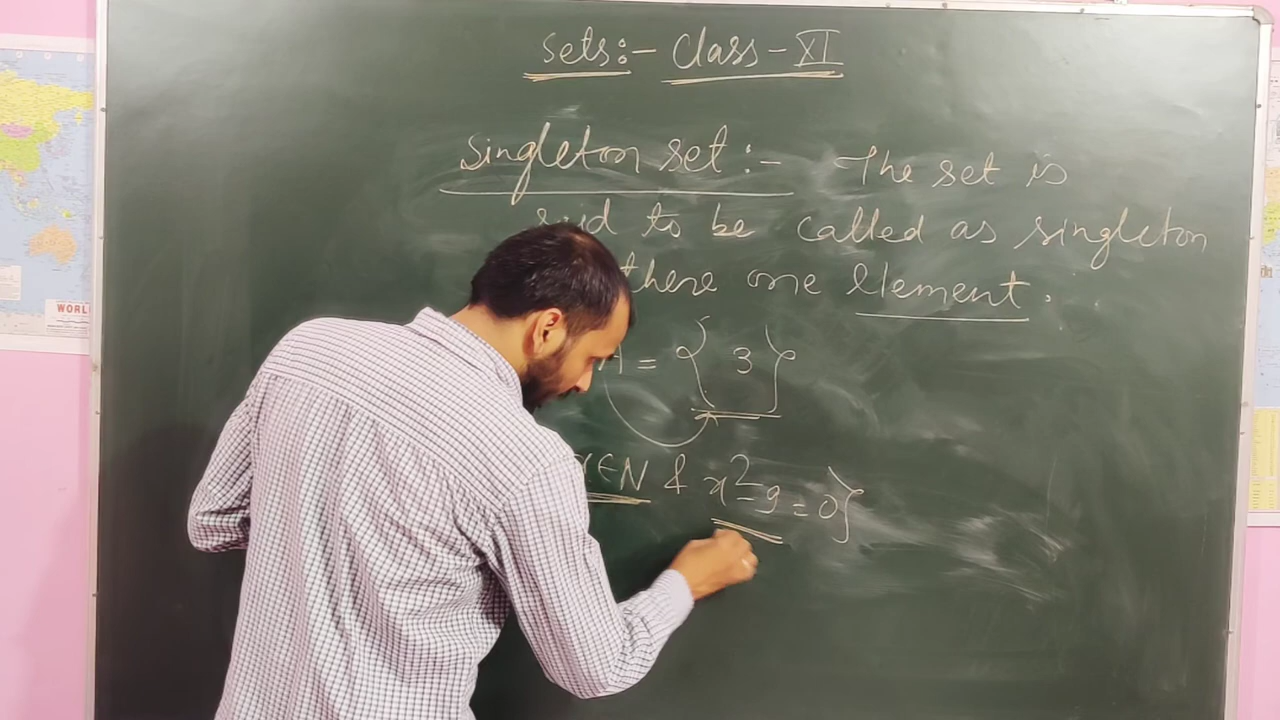 Sets:- Class-XI
Singleton set :- The set is
said to be called as singleton
there one Element.
A = { 3 }
x∈N & x²-9=0}
WORL